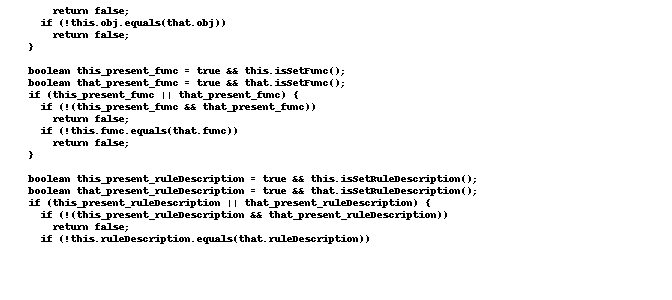 return false;
if (!this.obj.equals(that.obj))
return false;
}
boolean this_present_func = true && this.isSetFunc();
boolean that_present_func = true && that.isSetFunc();
if (this_present_func || that_present_func) {
if (!(this_present_func && that_present_func))
return false;
if (!this.func.equals(that.func))
return false;
}
boolean this_present_ruleDescription = true && this.isSetRuleDescription();
boolean that_present_ruleDescription = true && that.isSetRuleDescription();
if (this_present_ruleDescription || that_present_ruleDescription) {
if (!(this_present_ruleDescription && that_present_ruleDescription))
return false;
if (!this.ruleDescription.equals(that.ruleDescription))